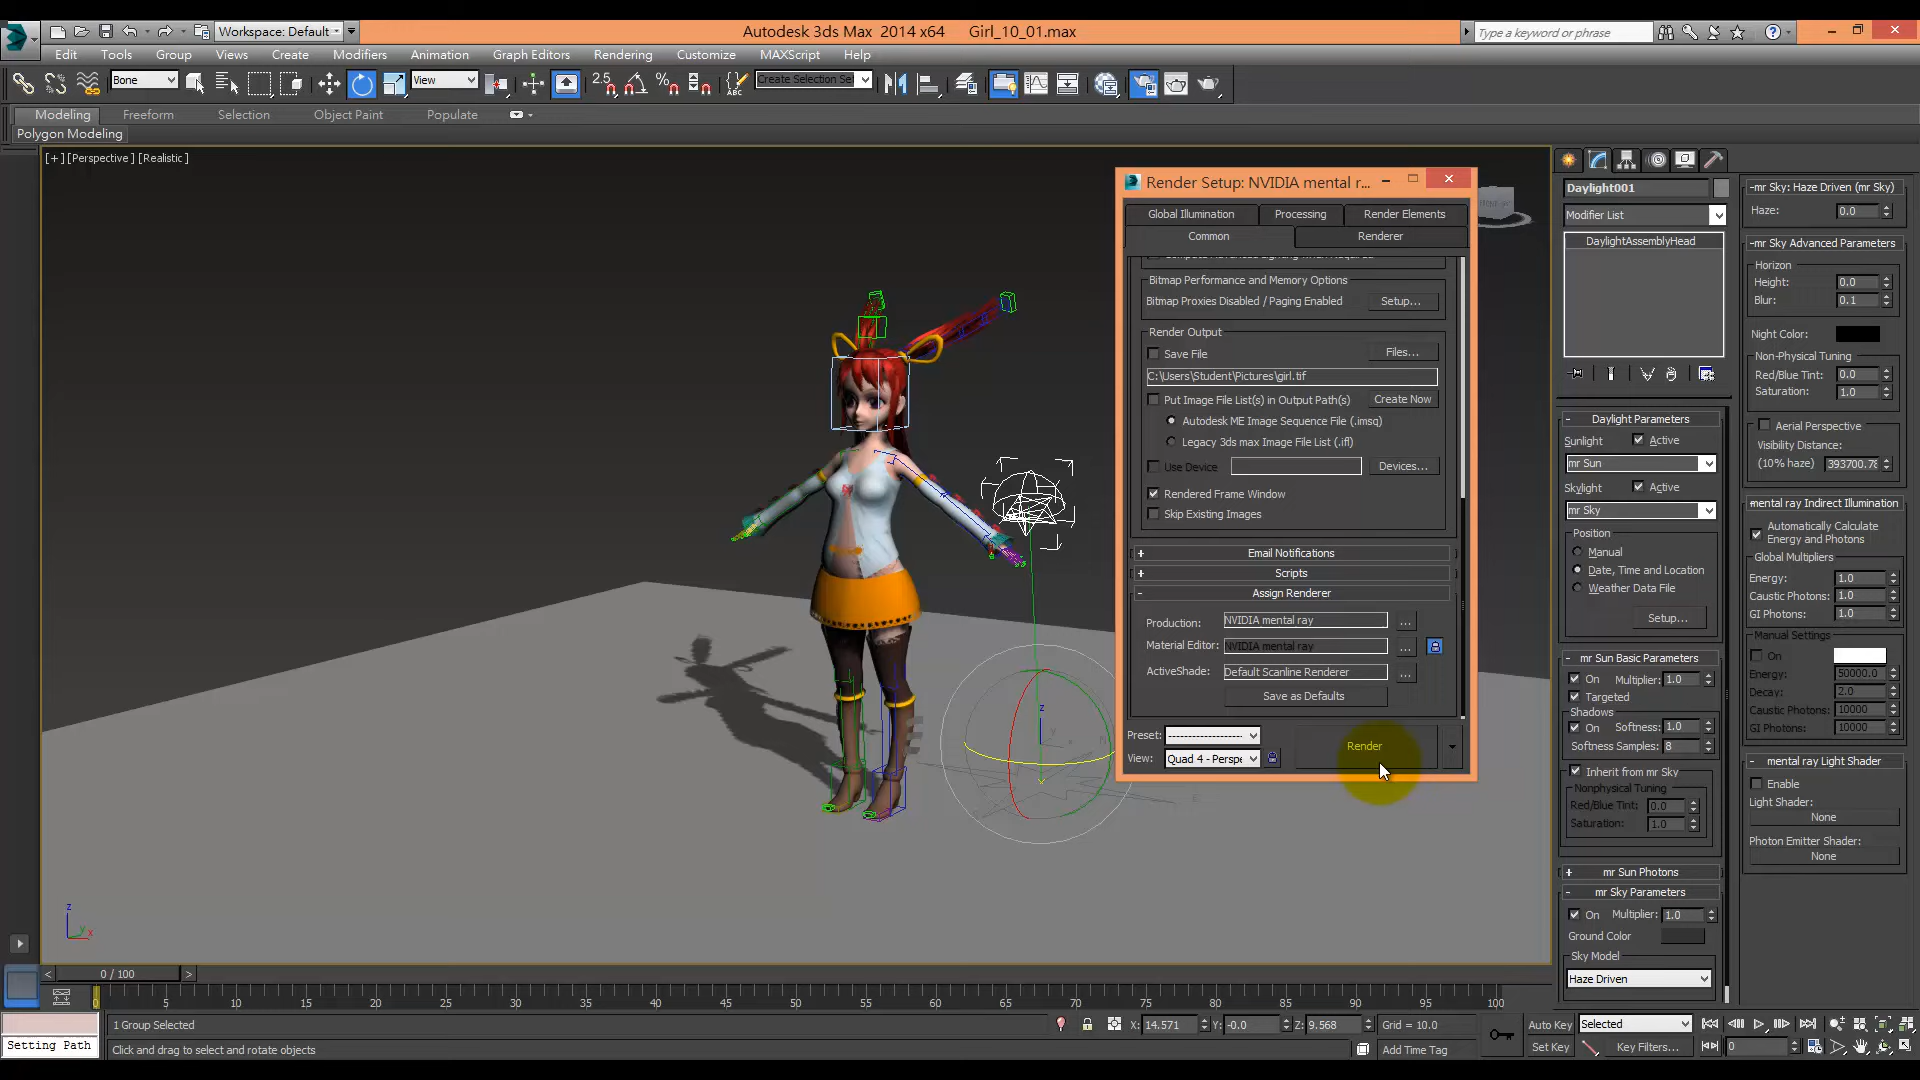 Workspace: Default
Autodesk 3ds Max 2014 x64 Girl_10_01.max
Type a keyword or phrase
Edit Tools Group Views Create Modifiers Animation Graph Editors Rendering Customize MAXScript Help
Bone
View
2.5
Create Selection Set
Modeling Freeform Selection Object Paint Populate
Polygon Modeling
[+] [Perspective] [Realistic]
Render Setup: NVIDIA mental r...
Global Illumination Processing Render Elements
Common Renderer
Bitmap Performance and Memory Options
Bitmap Proxies Disabled / Paging Enabled Setup...
Render Output
Save File Files...
C:\Users\Student\Pictures\girl.tif
Put Image File List(s) in Output Path(s) Create Now
Autodesk ME Image Sequence File (.imsq)
Legacy 3ds max Image File List (.ifl)
Use Device Devices...
Rendered Frame Window
Skip Existing Images
+ Email Notifications
+ Scripts
- Assign Renderer
Production: NVIDIA mental ray ...
Material Editor: NVIDIA mental ray ...
ActiveShade: Default Scanline Renderer ...
Save as Defaults
Preset: --------------------
View: Quad 4 - Perspe
Render
Daylight001
Modifier List
DaylightAssemblyHead
- Daylight Parameters
Sunlight Active
mr Sun
Skylight Active
mr Sky
Position
Manual
Date, Time and Location
Weather Data File
Setup...
- mr Sun Basic Parameters
On Multiplier: 1.0
Targeted
Shadows
On Softness: 1.0
Softness Samples: 8
Inherit from mr Sky
Nonphysical Tuning
Red/Blue Tint: 0.0
Saturation: 1.0
+ mr Sun Photons
- mr Sky Parameters
On Multiplier: 1.0
Ground Color
Sky Model
Haze Driven
-mr Sky: Haze Driven (mr Sky)
Haze: 0.0
-mr Sky Advanced Parameters
Horizon
Height: 0.0
Blur: 0.1
Night Color:
Non-Physical Tuning
Red/Blue Tint: 0.0
Saturation: 1.0
Aerial Perspective
Visibility Distance:
(10% haze) 393700.78
mental ray Indirect Illumination
Automatically Calculate
Energy and Photons
Global Multipliers
Energy: 1.0
Caustic Photons: 1.0
GI Photons: 1.0
Manual Settings
On
Energy: 50000.0
Decay: 2.0
Caustic Photons: 10000
GI Photons: 10000
- mental ray Light Shader
Enable
Light Shader:
None
Photon Emitter Shader:
None
z
z
y
x
< 0 / 100 >
0 5 10 15 20 25 30 35 40 45 50 55 60 65 70 75 80 85 90 95 100
1 Group Selected
X: 14.571 Y: -0.0 Z: 9.568 Grid = 10.0
Auto Key Selected
Setting Path
Click and drag to select and rotate objects
Add Time Tag
Set Key Key Filters... 0